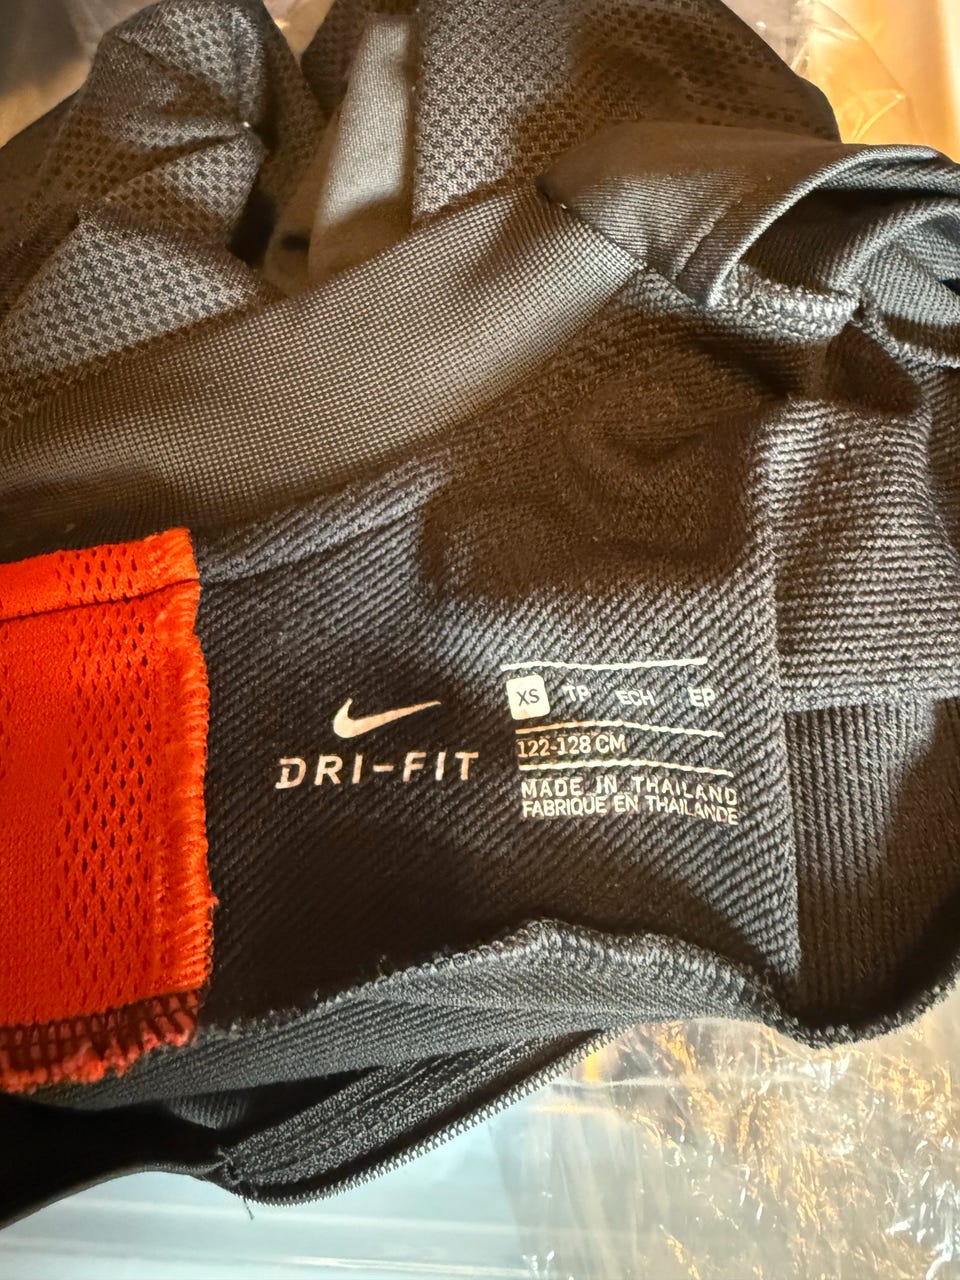 DRI-FIT
XS TP ECH EP
122-128 CM
MADE IN THAILAND
FABRIQUE EN THAILANDE